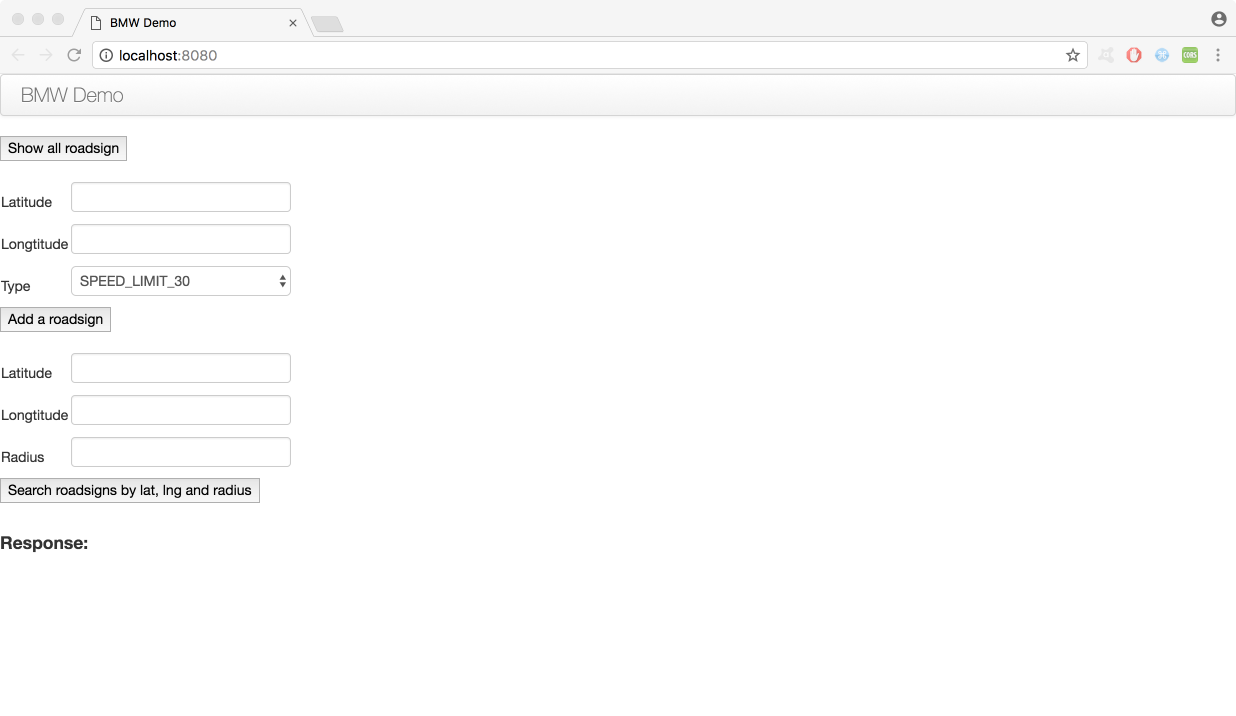 BMW Demo
localhost:8080
CORS
BMW Demo
Show all roadsign
Latitude
Longtitude
Type SPEED_LIMIT_30
Add a roadsign
Latitude
Longtitude
Radius
Search roadsigns by lat, lng and radius
Response: